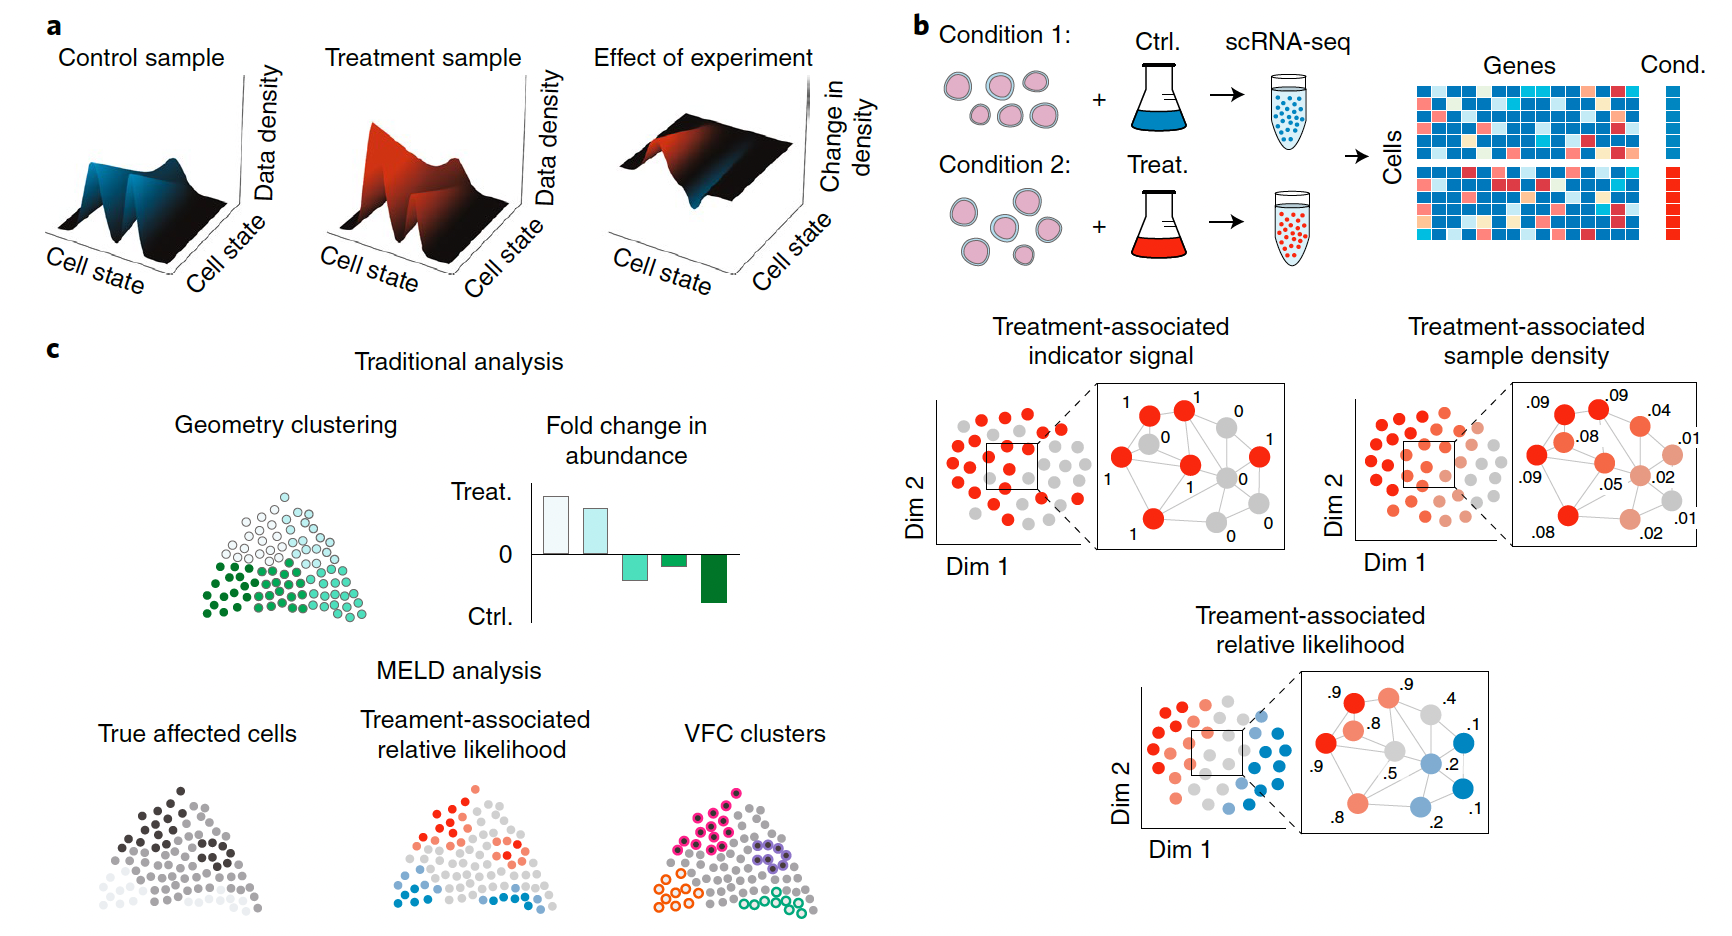 a
Control sample
Treatment sample
Effect of experiment
Data density
Data density
Change in
density
Cell state
Cell state
Cell state
Cell state
Cell state
Cell state
b
Condition 1:
Ctrl.
scRNA-seq
+
Condition 2:
Treat.
+
Genes
Cond.
Cells
Treatment-associated
indicator signal
1
1
0
0
1
1
1
0
1
0
0
Dim 2
Dim 1
Treatment-associated
sample density
.09
.09
.04
.08
.01
.09
.05
.02
.01
.08
.02
Dim 2
Dim 1
Treament-associated
relative likelihood
.9
.9
.4
.8
.1
.9
.5
.2
.1
.8
.2
Dim 2
Dim 1
c
Traditional analysis
Geometry clustering
Fold change in
abundance
Treat.
0
Ctrl.
MELD analysis
True affected cells
Treament-associated
relative likelihood
VFC clusters